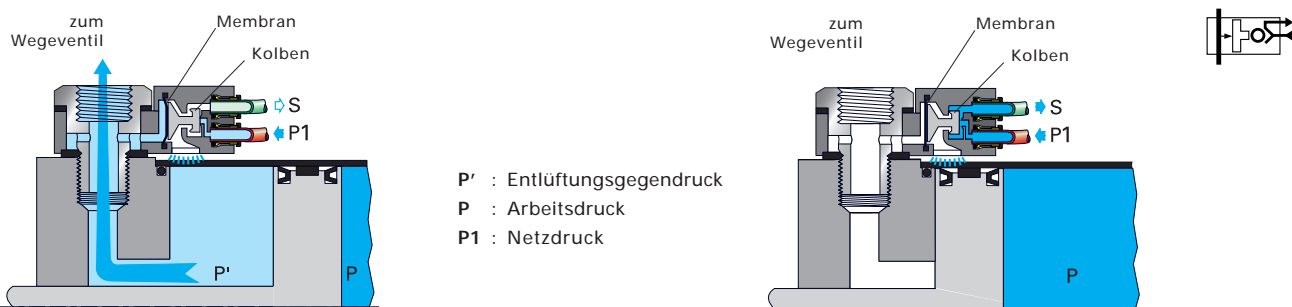 zum
Wegeventil
Membran
Kolben
S
P1
P'
P
P' : Entlüftungsgegendruck
P : Arbeitsdruck
P1 : Netzdruck
zum
Wegeventil
Membran
Kolben
S
P1
P